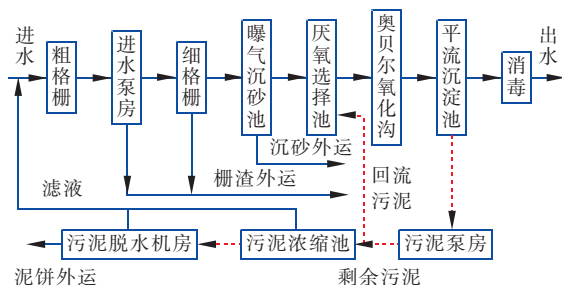 进水
粗格栅
进水泵房
细格栅
曝气沉砂池
厌氧选择池
奥贝尔氧化沟
平流沉淀池
消毒
出水
沉砂外运
栅渣外运
回流
污泥
滤液
污泥脱水机房
污泥浓缩池
污泥泵房
泥饼外运
剩余污泥